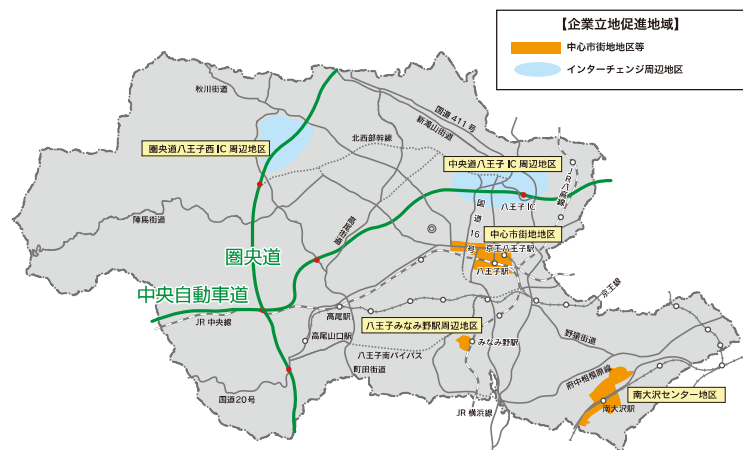 【企業立地促進地域】
中心市街地地区等
インターチェンジ周辺地区
秋川街道
国道411号
新滝山街道
北西部幹線
圏央道八王子西IC周辺地区
中央道八王子IC周辺地区
JR八高線
八王子IC
国道16号
陣馬街道
高尾街道
中心市街地地区
京王八王子駅
八王子駅
圏央道
中央自動車道
京王線
JR中央線
高尾駅
八王子みなみ野駅周辺地区
高尾山口駅
みなみ野駅
野猿街道
八王子南バイパス
町田街道
府中相模原線
国道20号
南大沢センター地区
南大沢駅
JR横浜線